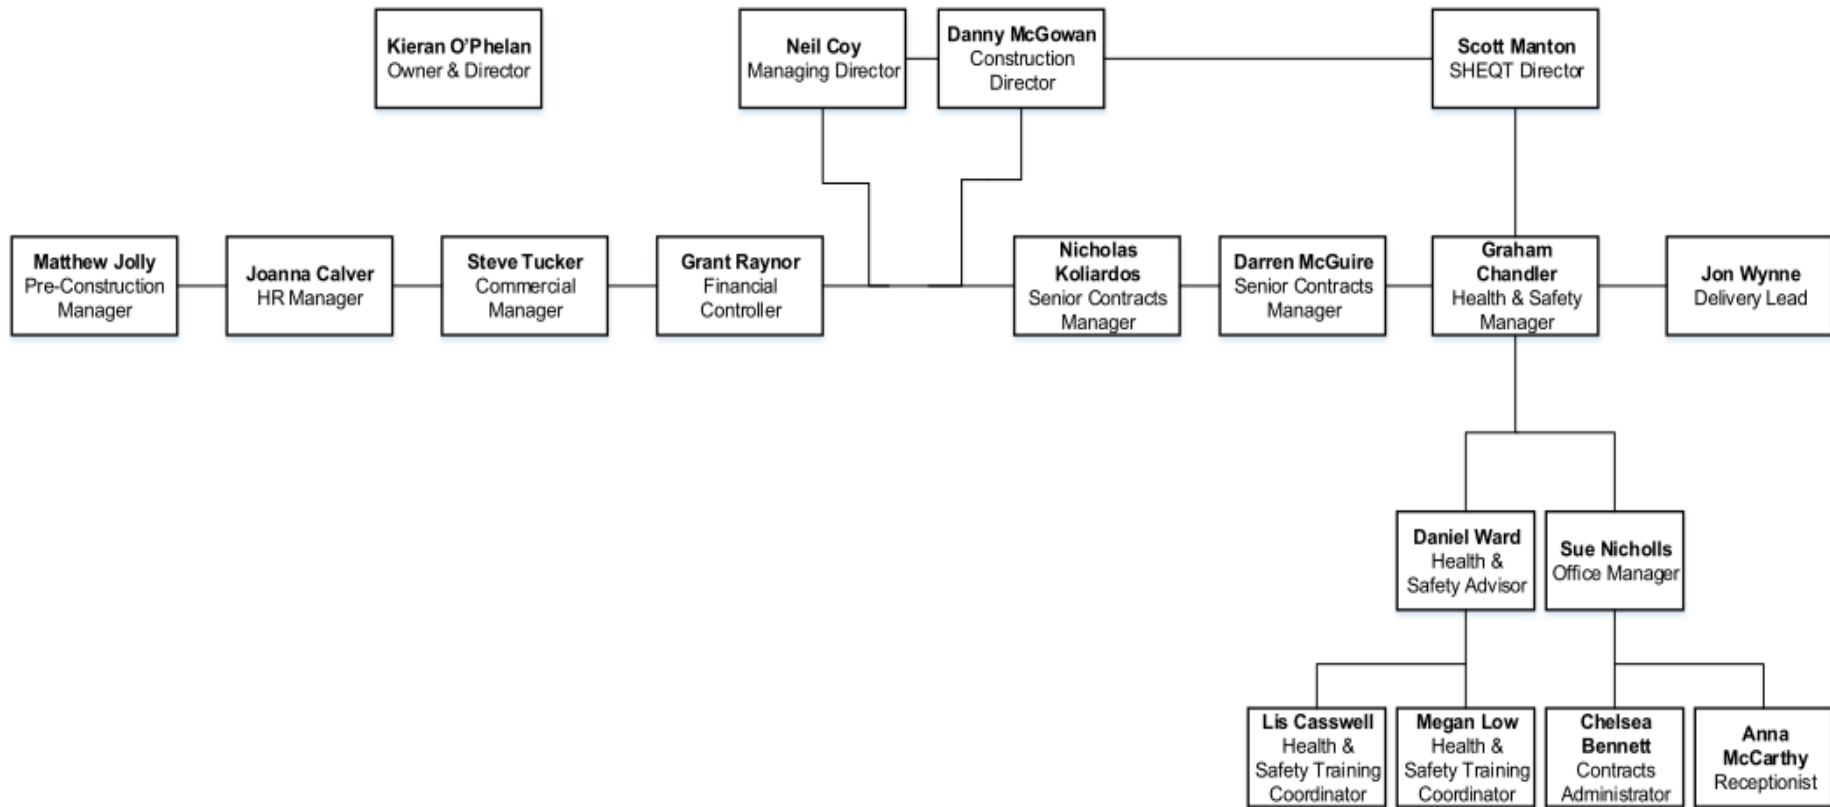 Kieran O’Phelan
Owner & Director
Neil Coy
Managing Director
Danny McGowan
Construction
Director
Scott Manton
SHEQT Director
Matthew Jolly
Pre-Construction
Manager
Joanna Calver
HR Manager
Steve Tucker
Commercial
Manager
Grant Raynor
Financial
Controller
Nicholas
Koliardos
Senior Contracts
Manager
Darren McGuire
Senior Contracts
Manager
Graham
Chandler
Health & Safety
Manager
Jon Wynne
Delivery Lead
Daniel Ward
Health &
Safety Advisor
Sue Nicholls
Office Manager
Lis Casswell
Health &
Safety Training
Coordinator
Megan Low
Health &
Safety Training
Coordinator
Chelsea
Bennett
Contracts
Administrator
Anna
McCarthy
Receptionist